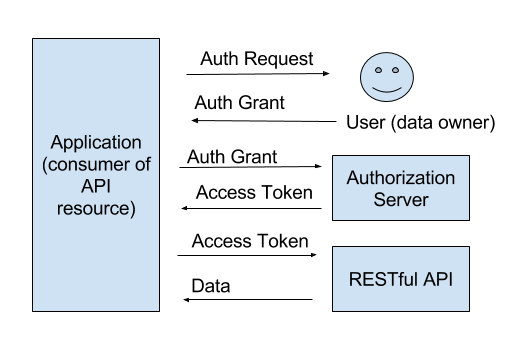 Auth Request
Auth Grant
User (data owner)
Application
(consumer of
API
resource)
Auth Grant
Access Token
Authorization
Server
Access Token
Data
RESTful API